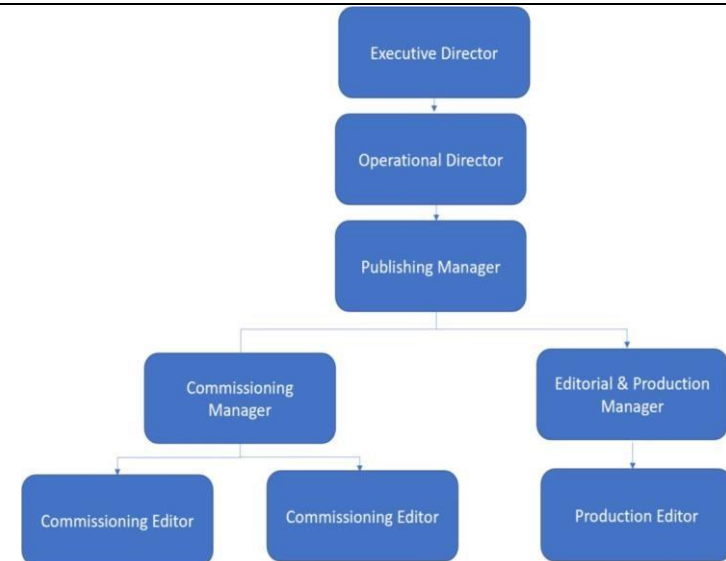 Executive Director
Operational Director
Publishing Manager
Commissioning
Manager
Editorial & Production
Manager
Commissioning Editor
Commissioning Editor
Production Editor